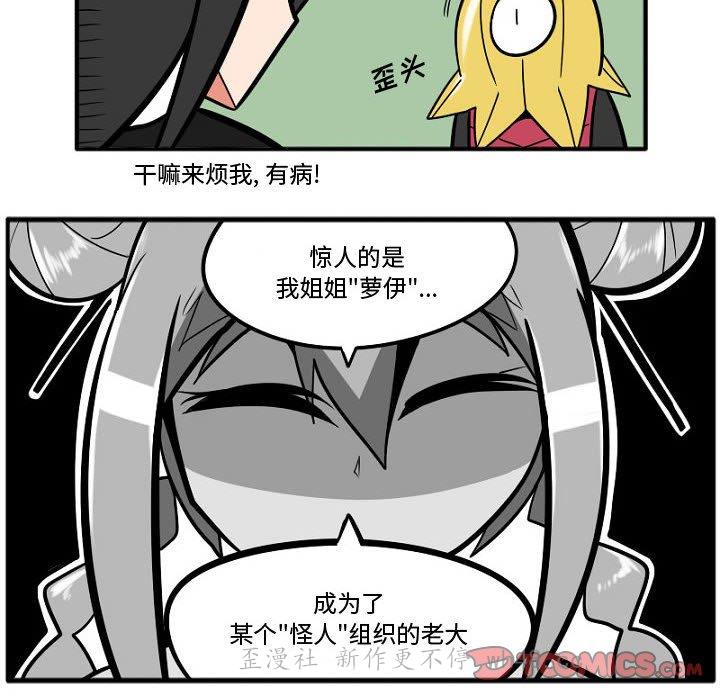 歪头
干嘛来烦我, 有病!
惊人的是
我姐姐"萝伊"...
成为了
某个"怪人"组织的老大
歪漫社 新作更不停
TOOMICS.com